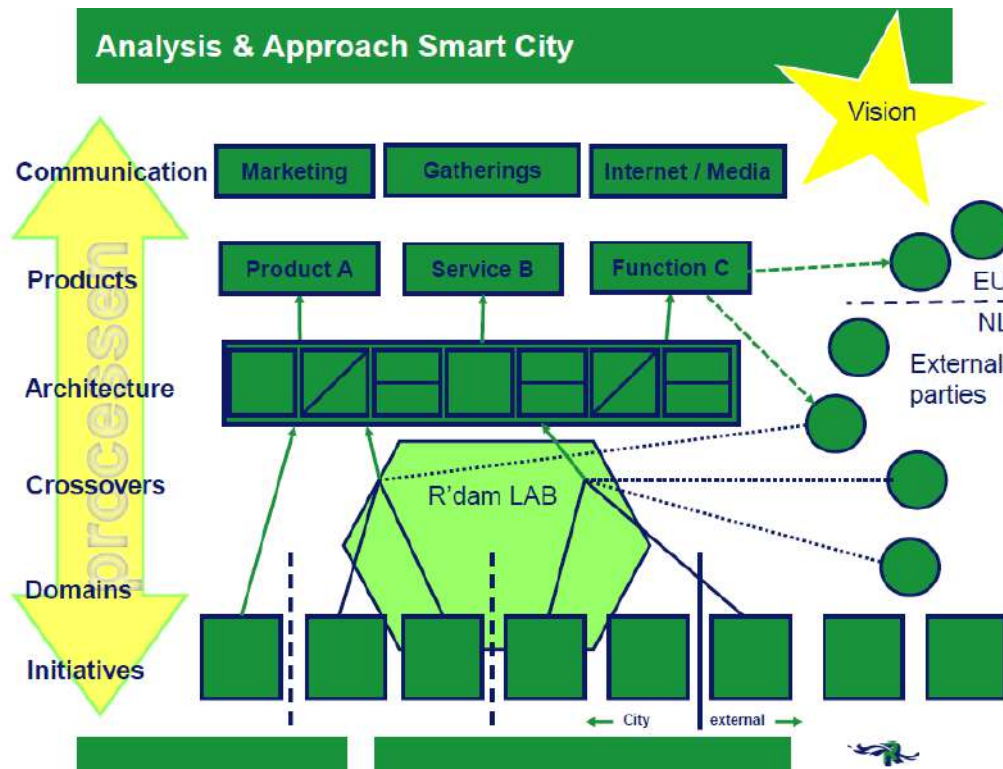 Analysis & Approach Smart City
Vision
Communication
Marketing
Gatherings
Internet / Media
processen
Products
Product A
Service B
Function C
EU
NL
Architecture
External
parties
Crossovers
R'dam LAB
Domains
Initiatives
City
external